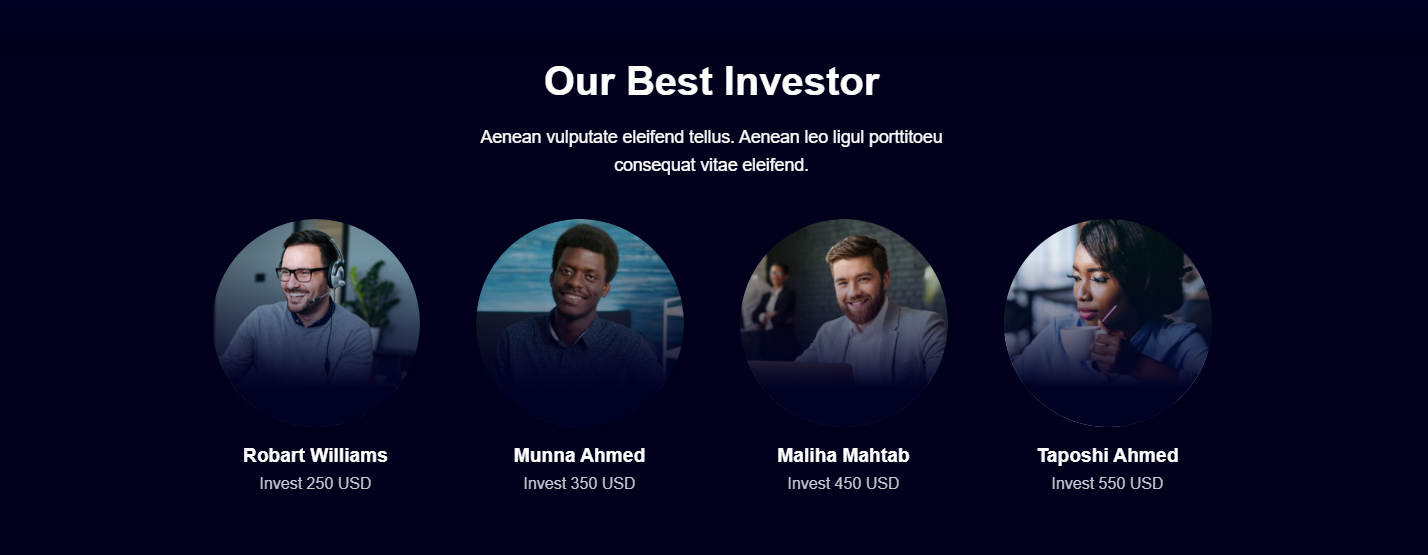 Our Best Investor
Aenean vulputate eleifend tellus. Aenean leo ligul porttitoeu
consequat vitae eleifend.
Robart Williams
Munna Ahmed
Maliha Mahtab
Taposhi Ahmed
Invest 250 USD
Invest 350 USD
Invest 450 USD
Invest 550 USD